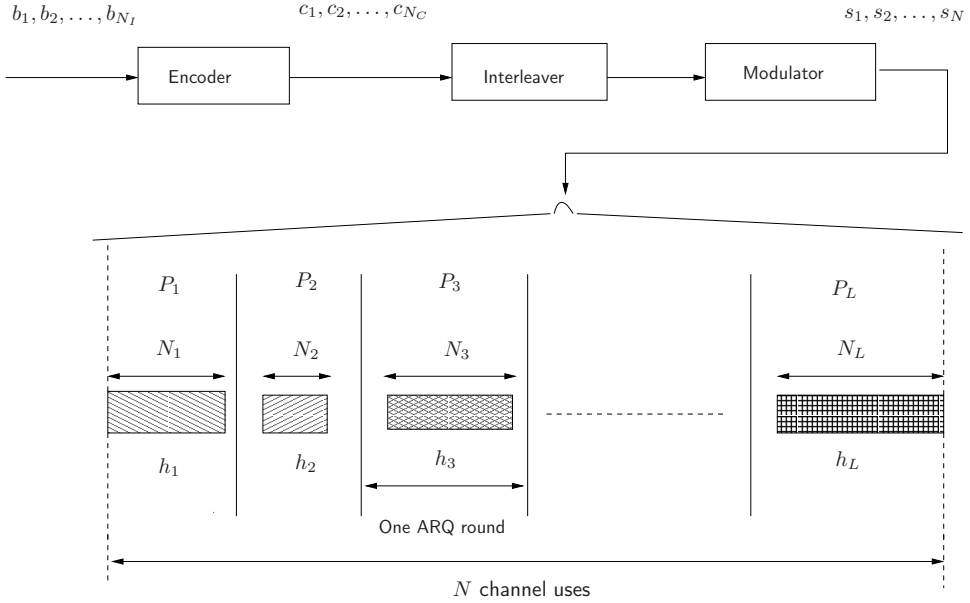 b_1, b_2, ..., b_{N_I}
c_1, c_2, ..., c_{N_C}
s_1, s_2, ..., s_N
Encoder
Interleaver
Modulator
P_1
P_2
P_3
P_L
N_1
N_2
N_3
N_L
h_1
h_2
h_3
h_L
One ARQ round
N channel uses